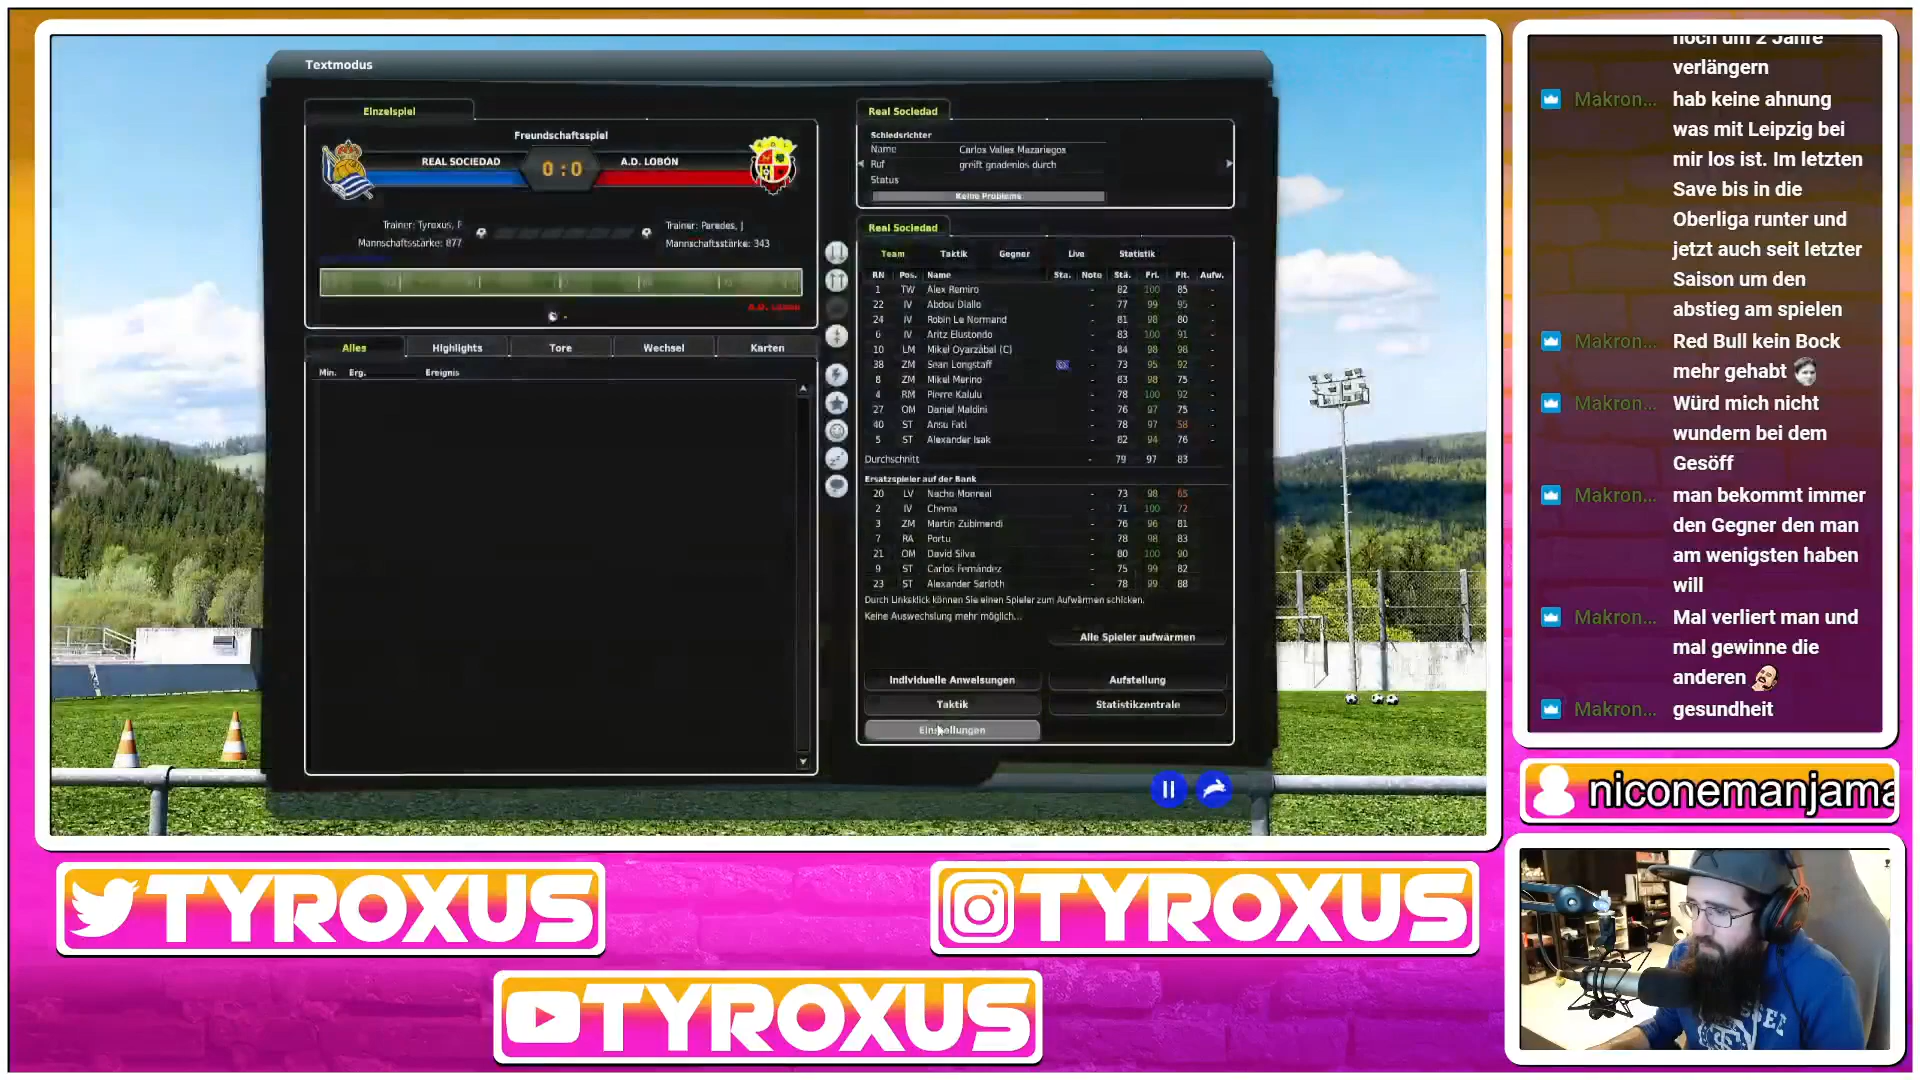 Textmodus
Einzelspiel
Freundschaftsspiel
REAL SOCIEDAD
0 : 0
A.D. LOBÓN
Trainer: Tyroxus, F
Mannschaftsstärke: 877
Trainer: Paredes, J
Mannschaftsstärke: 343
A.D. Lobón
Alles Highlights Tore Wechsel Karten
Min. Erg. Ereignis
Real Sociedad
Schiedsrichter
Name Carlos Valles Mazariegos
Ruf greift gnadenlos durch
Status
Keine Probleme
Real Sociedad
Team Taktik Gegner Live Statistik
RN Pos. Name Sta. Note Stä. Fri. Fit. Aufw.
1 TW Alex Remiro - 82 100 85 -
22 IV Abdou Diallo - 77 99 95 -
24 IV Robin Le Normand - 81 98 80 -
6 IV Aritz Elustondo - 83 100 91 -
10 LM Mikel Oyarzábal (C) - 84 98 98 -
38 ZM Sean Longstaff - 73 95 92 -
8 ZM Mikel Merino - 83 98 75 -
4 RM Pierre Kalulu - 78 100 92 -
27 OM Daniel Maldini - 76 97 75 -
40 ST Ansu Fati - 78 97 58 -
5 ST Alexander Isak - 82 94 76 -
Durchschnitt - 79 97 83
Ersatzspieler auf der Bank
20 LV Nacho Monreal - 73 98 65
2 IV Chema - 71 100 72
3 ZM Martín Zubimendi - 76 96 81
7 RA Portu - 78 98 83
21 OM David Silva - 80 100 90
9 ST Carlos Fernández - 75 99 82
23 ST Alexander Sørloth - 78 99 88
Durch Linksklick können Sie einen Spieler zum Aufwärmen schicken.
Keine Auswechslung mehr möglich...
Alle Spieler aufwärmen
Individuelle Anweisungen Aufstellung
Taktik Statistikzentrale
Einstellungen
noch um 2 Jahre
verlängern
Makron... hab keine ahnung
was mit Leipzig bei
mir los ist. Im letzten
Save bis in die
Oberliga runter und
jetzt auch seit letzter
Saison um den
abstieg am spielen
Makron... Red Bull kein Bock
mehr gehabt
Makron... Würd mich nicht
wundern bei dem
Gesöff
Makron... man bekommt immer
den Gegner den man
am wenigsten haben
will
Makron... Mal verliert man und
mal gewinne die
anderen
Makron... gesundheit
niconemanjama
TYROXUS
TYROXUS
TYROXUS